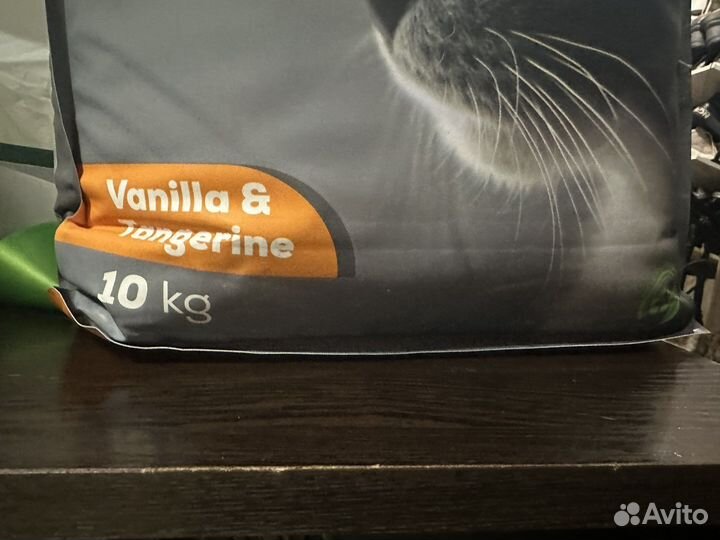 Vanilla &
Tangerine
10 kg
Avito